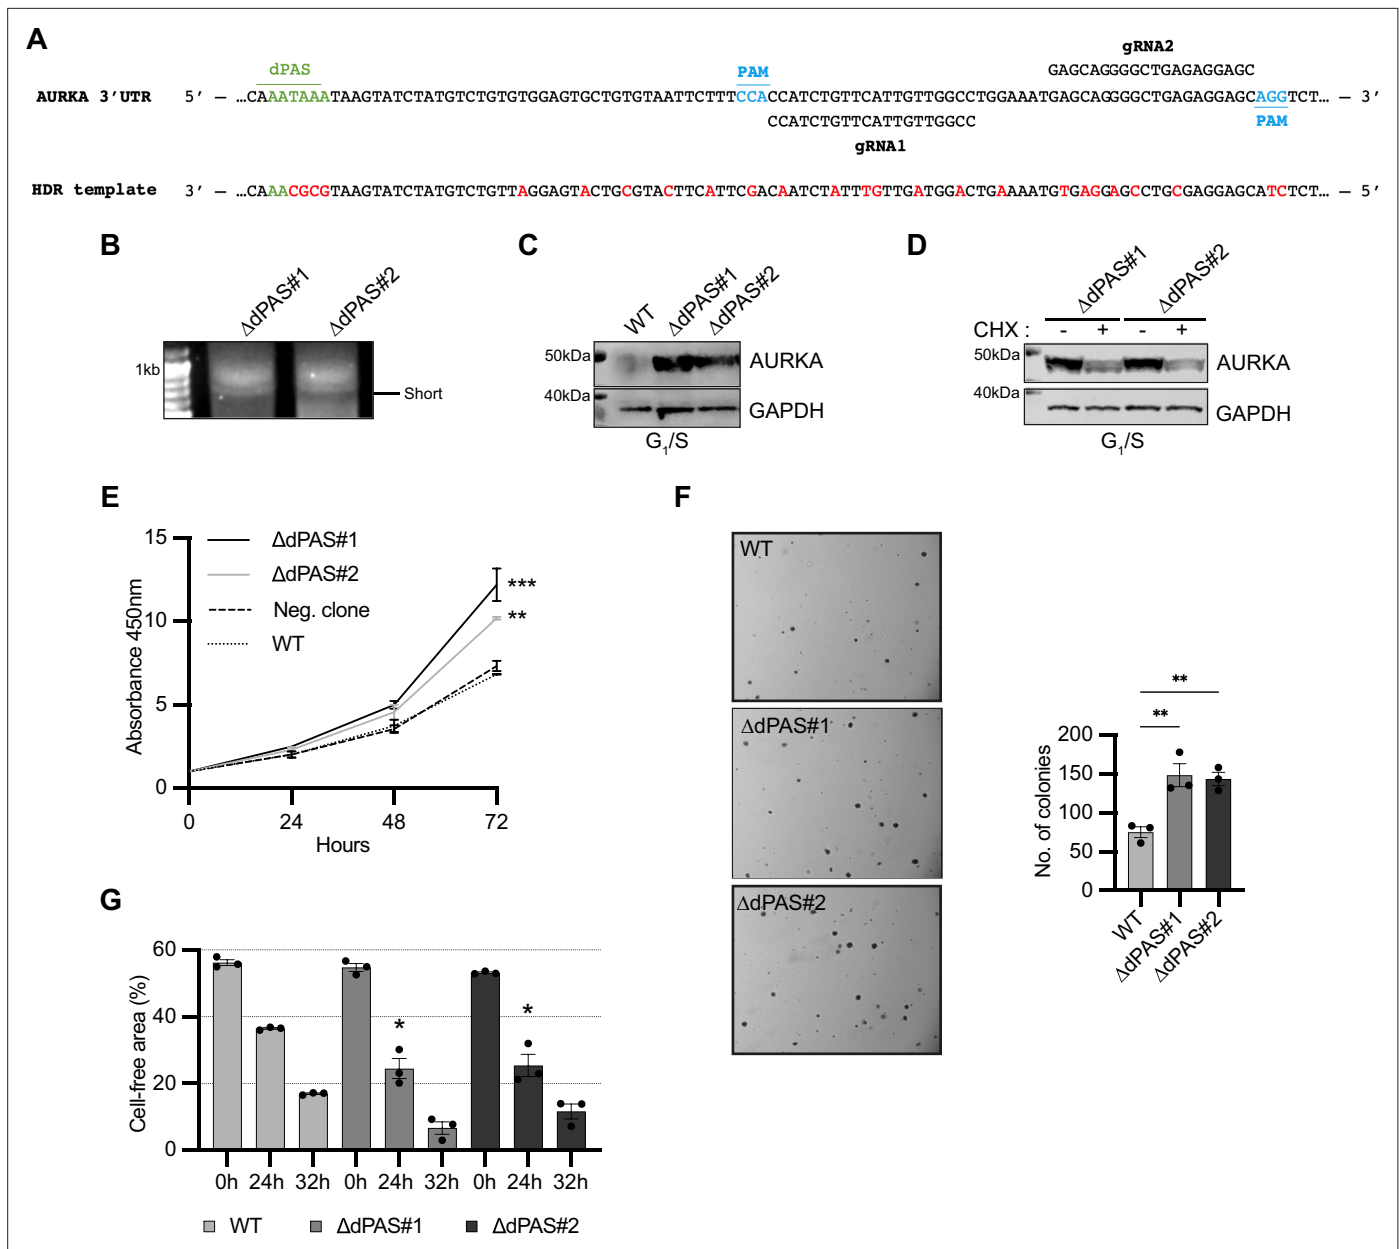 A
gRNA2
dPAS
PAM
GAGCAGGGGCTGAGAGGAGC
AURKA 3’UTR 5’ — …CAAATAAATAAGTATCTATGTCTGTGTGGAGTGCTGTGTAATTCTTTCCACCATCTGTTCATTGTTGGCCTGGAAATGAGCAGGGGCTGAGAGGAGCAGGTCT… — 3’
CCATCTGTTCATTGTTGGCC
PAM
gRNA1
HDR template 3’ — …CAAACGCGTAAGTATCTATGTCTGTTAGGAGTACTGCGTACTTCATTCGACAATCTATTTGTTGATGGACTGAAAATGTGAGGAGCCTGCGAGGAGCATCTCT… — 5’
B
ΔdPAS#1
ΔdPAS#2
1kb
Short
C
WT
ΔdPAS#1
ΔdPAS#2
50kDa
AURKA
40kDa
GAPDH
G1/S
D
ΔdPAS#1
ΔdPAS#2
CHX : - + - +
50kDa
AURKA
40kDa
GAPDH
G1/S
E
15
10
5
0
Absorbance 450nm
ΔdPAS#1
ΔdPAS#2
Neg. clone
WT
***
**
0 24 48 72
Hours
F
WT
ΔdPAS#1
ΔdPAS#2
**
**
200
150
100
50
0
No. of colonies
WT
ΔdPAS#1
ΔdPAS#2
G
60
40
20
0
Cell-free area (%)
*
*
0h 24h 32h 0h 24h 32h 0h 24h 32h
WT ΔdPAS#1 ΔdPAS#2